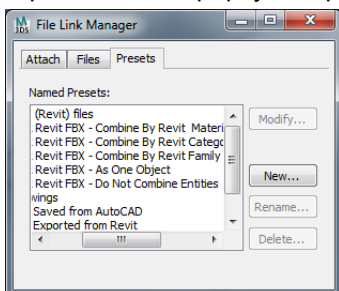 File Link Manager
Attach Files Presets
Named Presets:
(Revit) files
Revit FBX - Combine By Revit Materi
Revit FBX - Combine By Revit Catego
Revit FBX - Combine By Revit Family
Revit FBX - As One Object
Revit FBX - Do Not Combine Entities
wings
Saved from AutoCAD
Exported from Revit
Modify...
New...
Rename...
Delete...